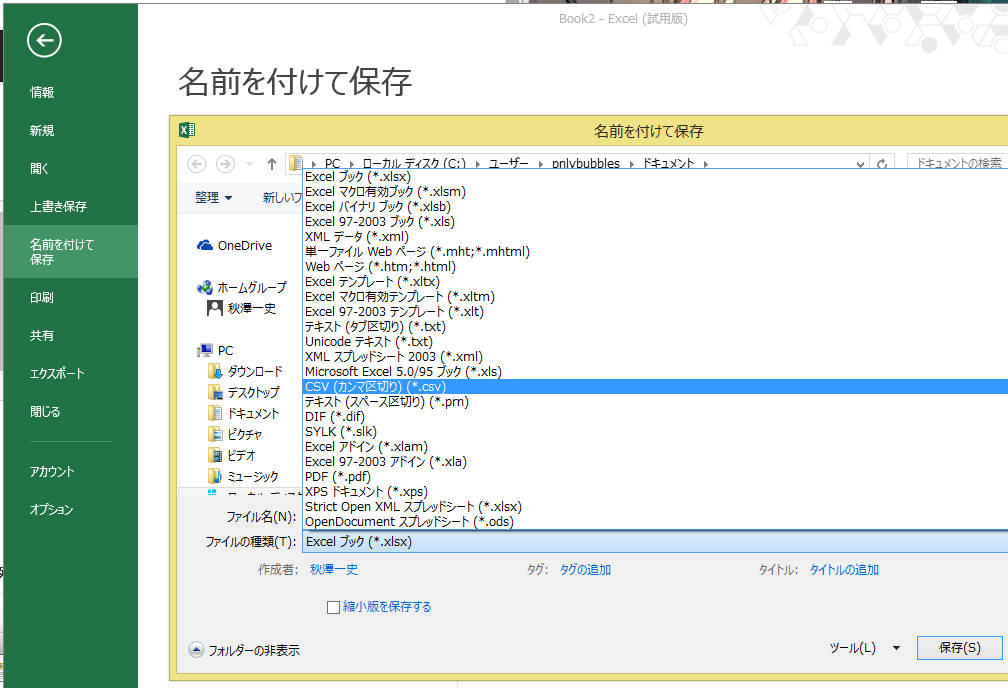 Book2 - Excel (試用版)
情報
新規
開く
上書き保存
名前を付けて
保存
印刷
共有
エクスポート
閉じる
アカウント
オプション
名前を付けて保存
名前を付けて保存
PC ローカル ディスク (C:) ユーザー pnlybubbles ドキュメント
ドキュメントの検索
整理
新しいフ
OneDrive
ホームグループ
秋澤一史
PC
ダウンロード
デスクトップ
ドキュメント
ピクチャ
ビデオ
ミュージック
Excel ブック (*.xlsx)
Excel マクロ有効ブック (*.xlsm)
Excel バイナリ ブック (*.xlsb)
Excel 97-2003 ブック (*.xls)
XML データ (*.xml)
単一ファイル Web ページ (*.mht;*.mhtml)
Web ページ (*.htm;*.html)
Excel テンプレート (*.xltx)
Excel マクロ有効テンプレート (*.xltm)
Excel 97-2003 テンプレート (*.xlt)
テキスト (タブ区切り) (*.txt)
Unicode テキスト (*.txt)
XML スプレッドシート 2003 (*.xml)
Microsoft Excel 5.0/95 ブック (*.xls)
CSV (カンマ区切り) (*.csv)
テキスト (スペース区切り) (*.prn)
DIF (*.dif)
SYLK (*.slk)
Excel アドイン (*.xlam)
Excel 97-2003 アドイン (*.xla)
PDF (*.pdf)
XPS ドキュメント (*.xps)
Strict Open XML スプレッドシート (*.xlsx)
OpenDocument スプレッドシート (*.ods)
ファイル名(N):
ファイルの種類(T): Excel ブック (*.xlsx)
作成者: 秋澤一史
タグ: タグの追加
タイトル: タイトルの追加
縮小版を保存する
フォルダーの非表示
ツール(L)
保存(S)